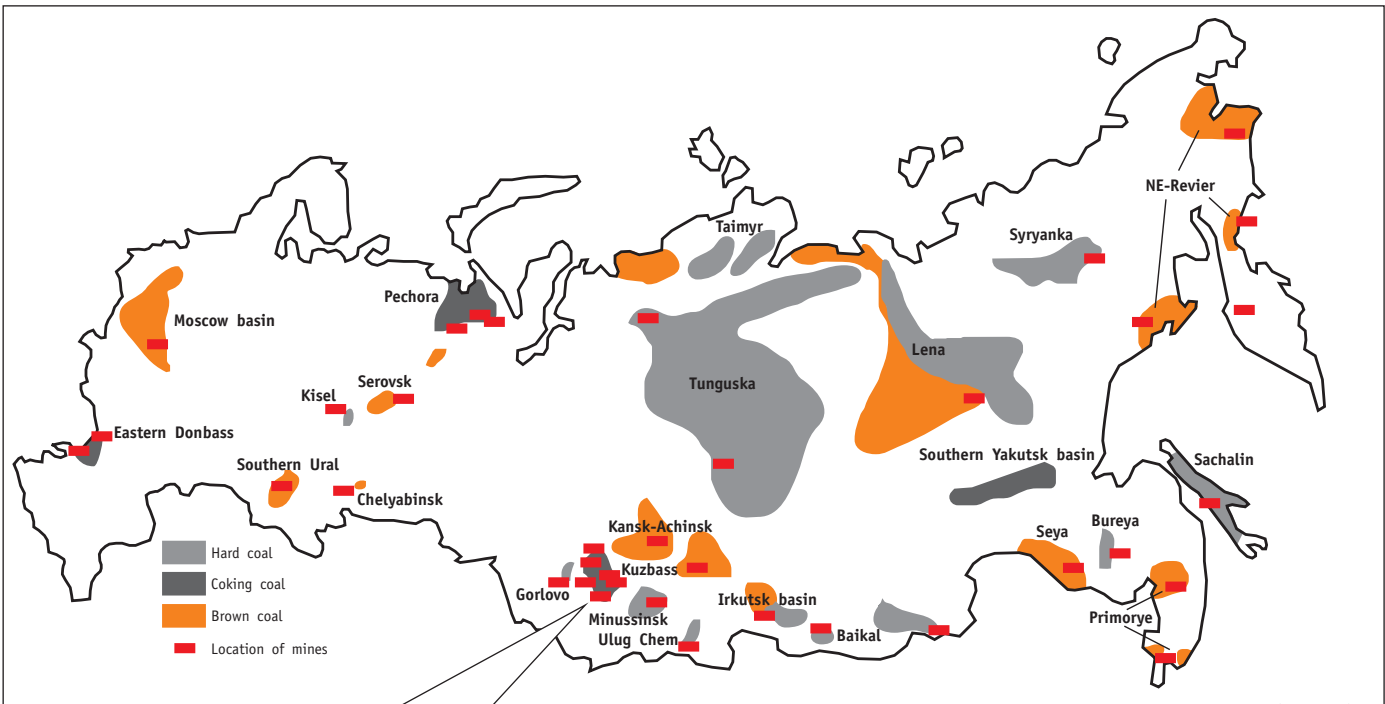 NE-Revier
Taimyr
Syryanka
Pechora
Moscow basin
Lena
Tunguska
Serovsk
Kisel
Eastern Donbass
Southern Yakutsk basin
Sachalin
Southern Ural
Chelyabinsk
Kansk-Achinsk
Seya
Bureya
Hard coal
Coking coal
Brown coal
Location of mines
Kuzbass
Gorlovo
Irkutsk basin
Minussinsk
Ulug Chem
Baikal
Primorye